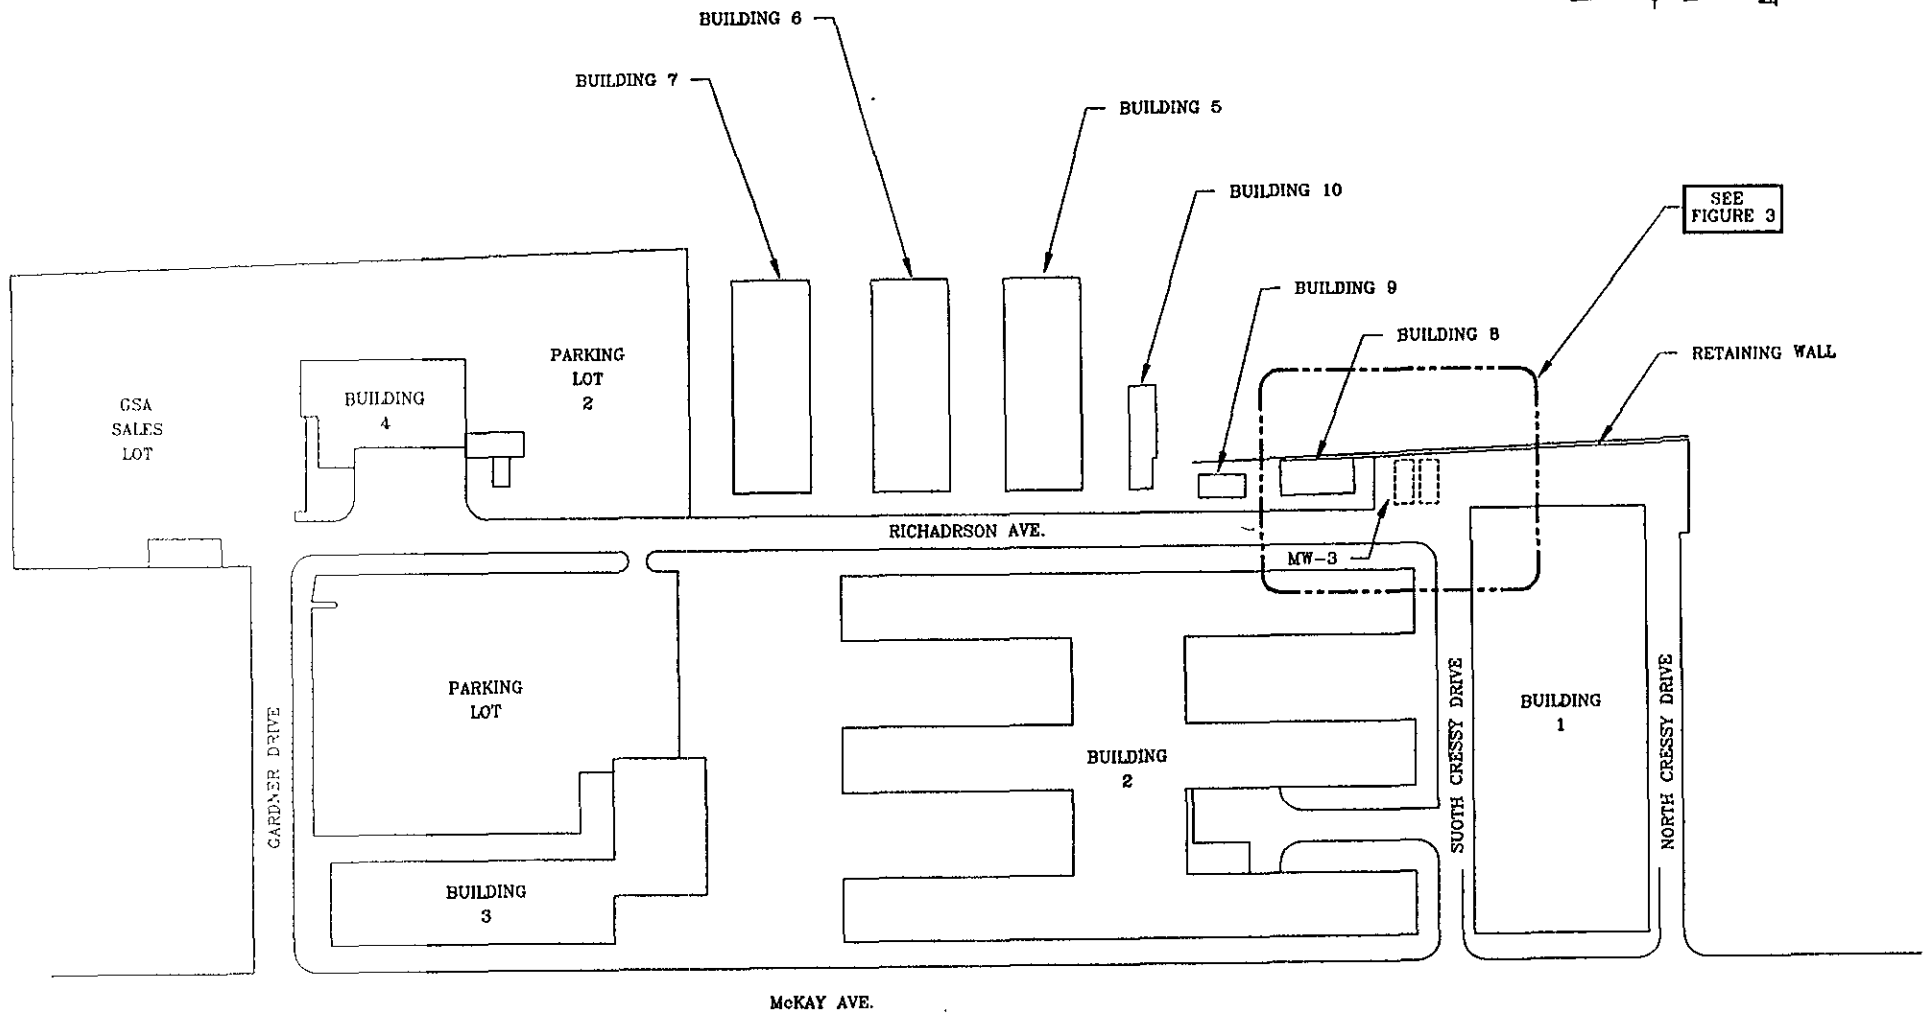 BUILDING 6
BUILDING 7
BUILDING 5
BUILDING 10
SEE
FIGURE 3
BUILDING 9
BUILDING 8
RETAINING WALL
PARKING
LOT
2
BUILDING
4
GSA
SALES
LOT
RICHADRSON AVE.
MW-3
PARKING
LOT
GARDNER DRIVE
BUILDING
2
SUOTH CRESSY DRIVE
BUILDING
1
NORTH CRESSY DRIVE
BUILDING
3
McKAY AVE.